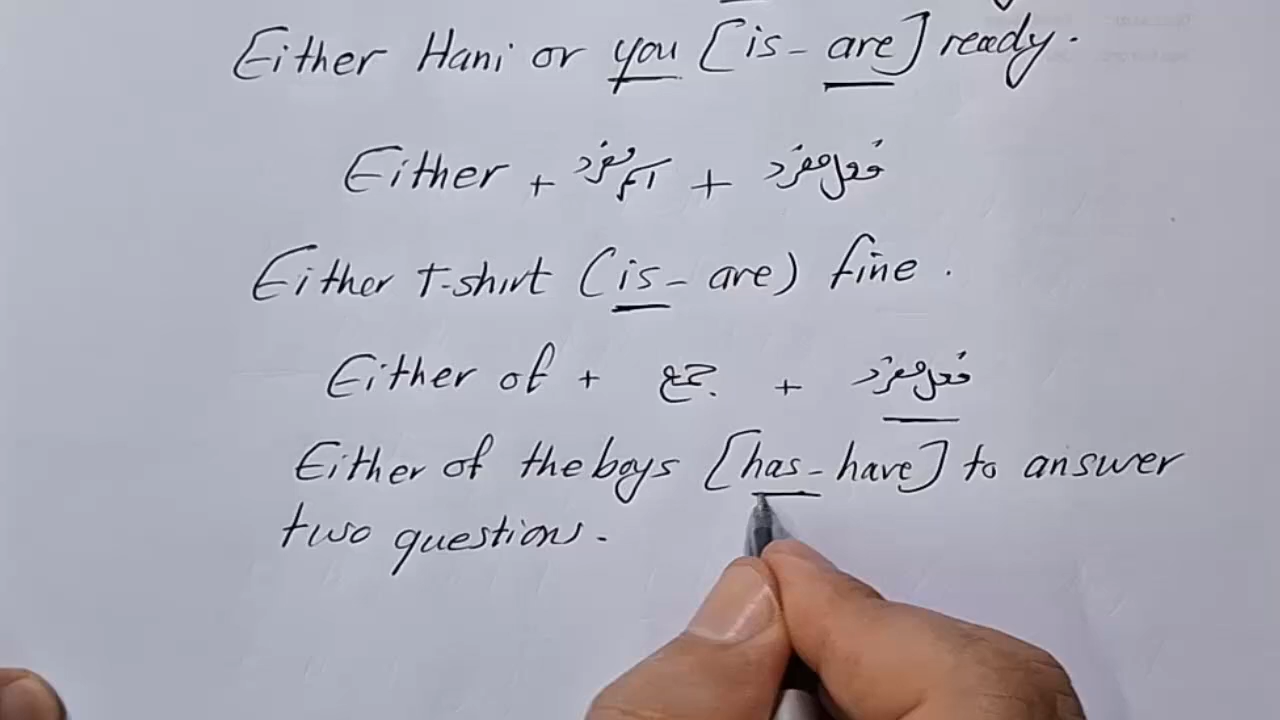 Either Hani or you [is - are] ready.
Either + اسم مفرد + فعل مفرد
Either T-shirt (is - are) fine.
Either of + جمع + فعل مفرد
Either of the boys [has - have] to answer
two questions.